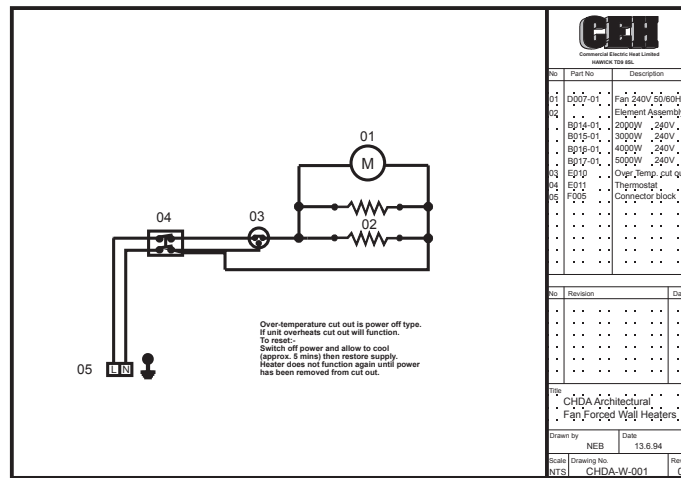 01
M
02
03
04
05
L N
Over-temperature cut out is power off type.
If unit overheats cut out will function.
To reset:-
Switch off power and allow to cool
(approx. 5 mins) then restore supply.
Heater does not function again until power
has been removed from cut out.
CEH
Commercial Electric Heat Limited
HAWICK TD9 8SL.
No Part No Description
01 D007-01 Fan 240V 50/60H
02 Element Assembl
B014-01 2000W 240V
B015-01 3000W 240V
B016-01 4000W 240V
B017-01 5000W 240V
03 E010 Over Temp. cut ou
04 E011 Thermostat
05 F005 Connector block
No Revision Da
Title
CHDA Architectural
Fan Forced Wall Heaters
Drawn by Date
NEB 13.6.94
Scale Drawing No. Rev
NTS CHDA-W-001 0